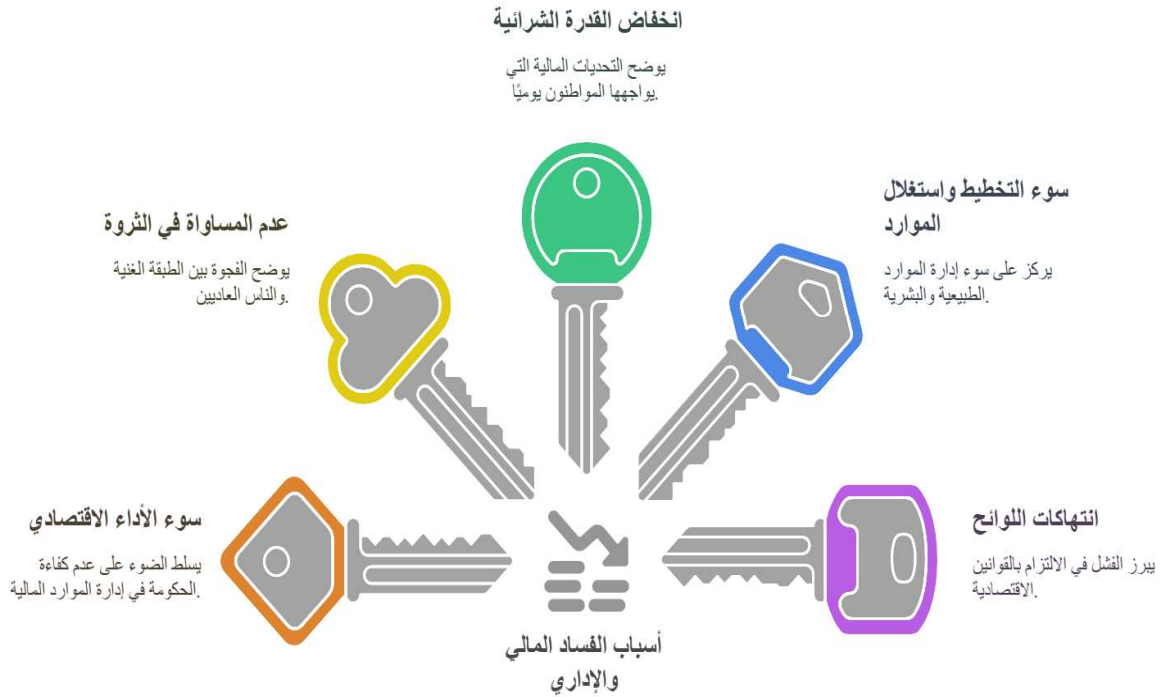 انخفاض القدرة الشرائية
يوضح التحديات المالية التي
يواجهها المواطنون يوميًا.
سوء التخطيط واستغلال
الموارد
يركز على سوء إدارة الموارد
الطبيعية والبشرية.
عدم المساواة في الثروة
يوضح الفجوة بين الطبقة الغنية
والناس العاديين.
انتهاكات اللوائح
يبرز الفشل في الالتزام بالقوانين
الاقتصادية.
سوء الأداء الاقتصادي
يسلط الضوء على عدم كفاءة
الحكومة في إدارة الموارد المالية.
أسباب الفساد المالي
والإداري